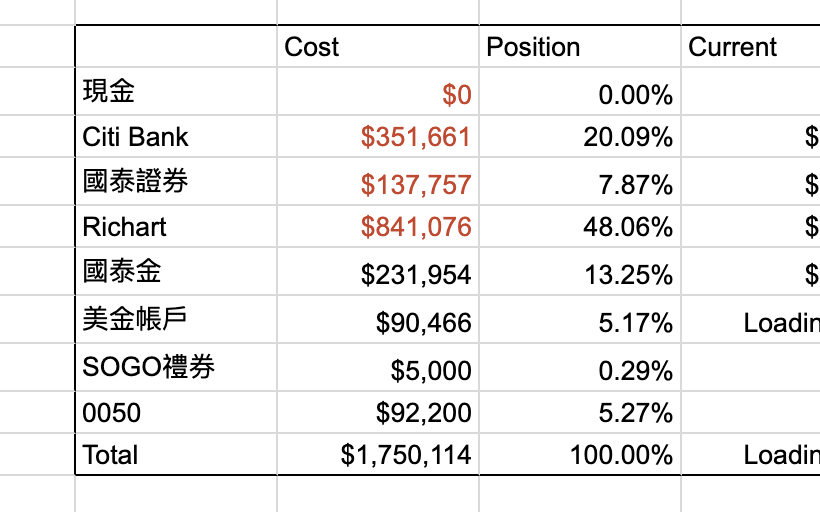 Cost Position Current
現金 $0 0.00%
Citi Bank $351,661 20.09% $
國泰證券 $137,757 7.87% $
Richart $841,076 48.06% $
國泰金 $231,954 13.25% $
美金帳戶 $90,466 5.17% Loadin
SOGO禮券 $5,000 0.29%
0050 $92,200 5.27%
Total $1,750,114 100.00% Loadin